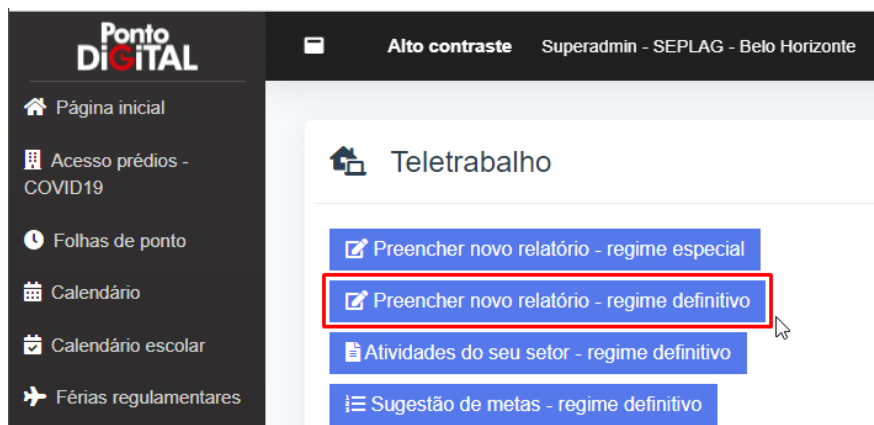 Ponto
DiGiTAL
Alto contraste Superadmin - SEPLAG - Belo Horizonte
Página inicial
Acesso prédios -
COVID19
Folhas de ponto
Calendário
Calendário escolar
Férias regulamentares
Teletrabalho
Preencher novo relatório - regime especial
Preencher novo relatório - regime definitivo
Atividades do seu setor - regime definitivo
Sugestão de metas - regime definitivo